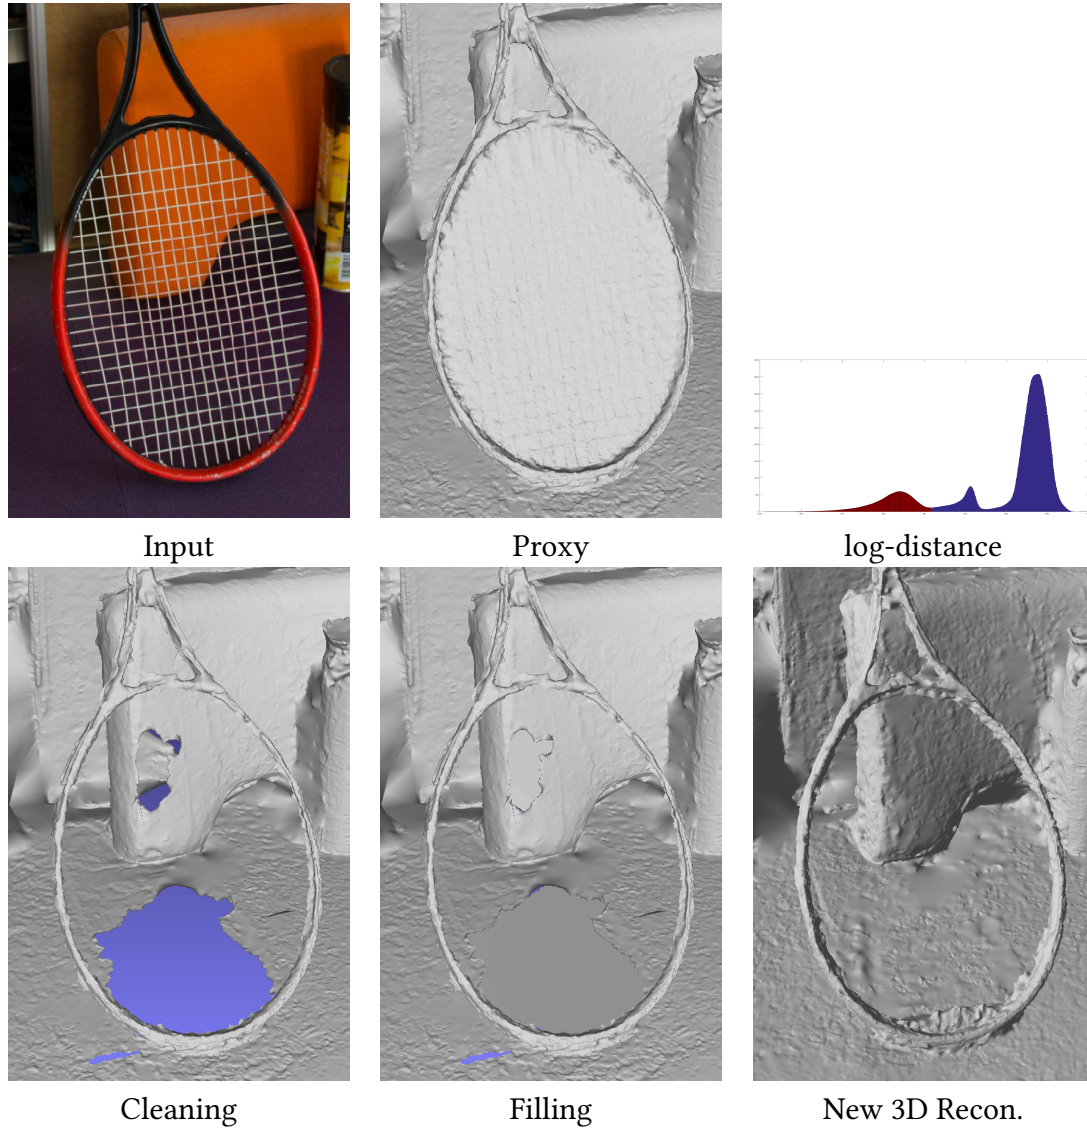 Input
Proxy
log-distance
Cleaning
Filling
New 3D Recon.